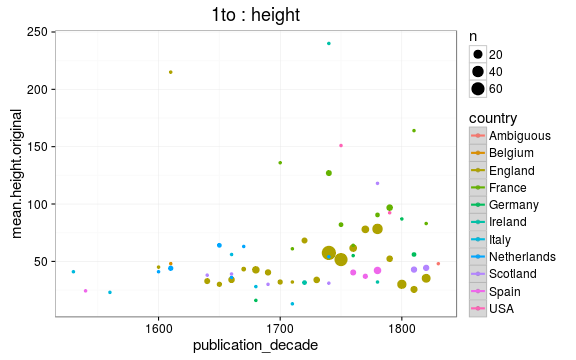 1to : height
mean.height.original
250
200
150
100
50
1600
1700
1800
publication_decade
n
20
40
60
country
Ambiguous
Belgium
England
France
Germany
Ireland
Italy
Netherlands
Scotland
Spain
USA